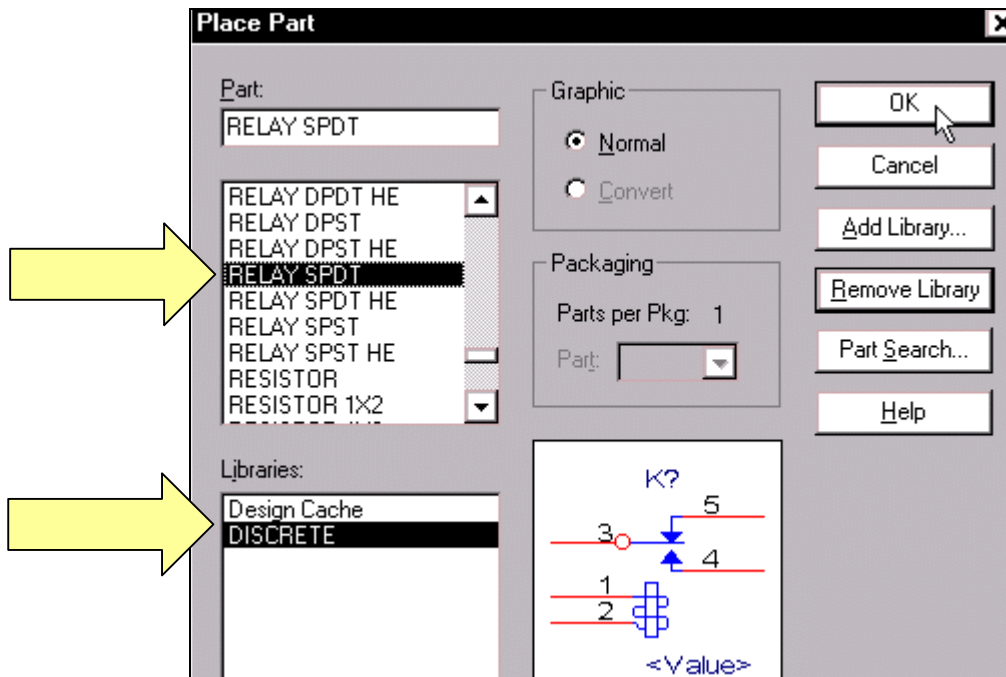 Place Part
Part:
RELAY SPDT
RELAY DPDT HE
RELAY DPST
RELAY DPST HE
RELAY SPDT
RELAY SPDT HE
RELAY SPST
RELAY SPST HE
RESISTOR
RESISTOR 1X2
Libraries:
Design Cache
DISCRETE
Graphic
Normal
Convert
Packaging
Parts per Pkg: 1
Part:
K?
5
3
4
1
2
<Value>
OK
Cancel
Add Library...
Remove Library
Part Search...
Help